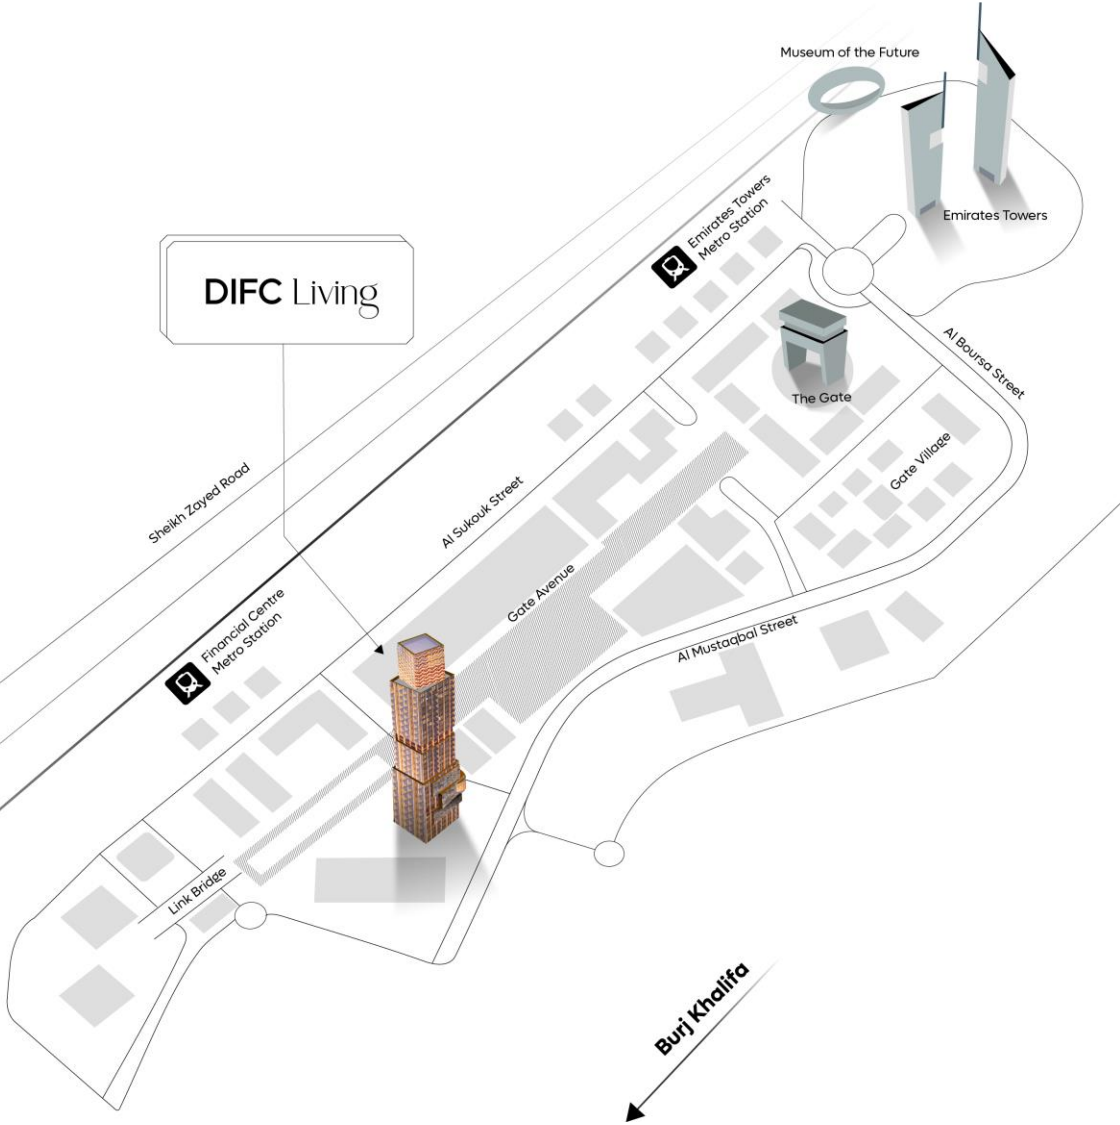 Museum of the Future
Emirates Towers
Metro Station
Emirates Towers
DIFC Living
Al Boursa Street
The Gate
Gate Village
Sheikh Zayed Road
Al Sukouk Street
Gate Avenue
Financial Centre
Metro Station
Al Mustaqbal Street
Link Bridge
Burj Khalifa